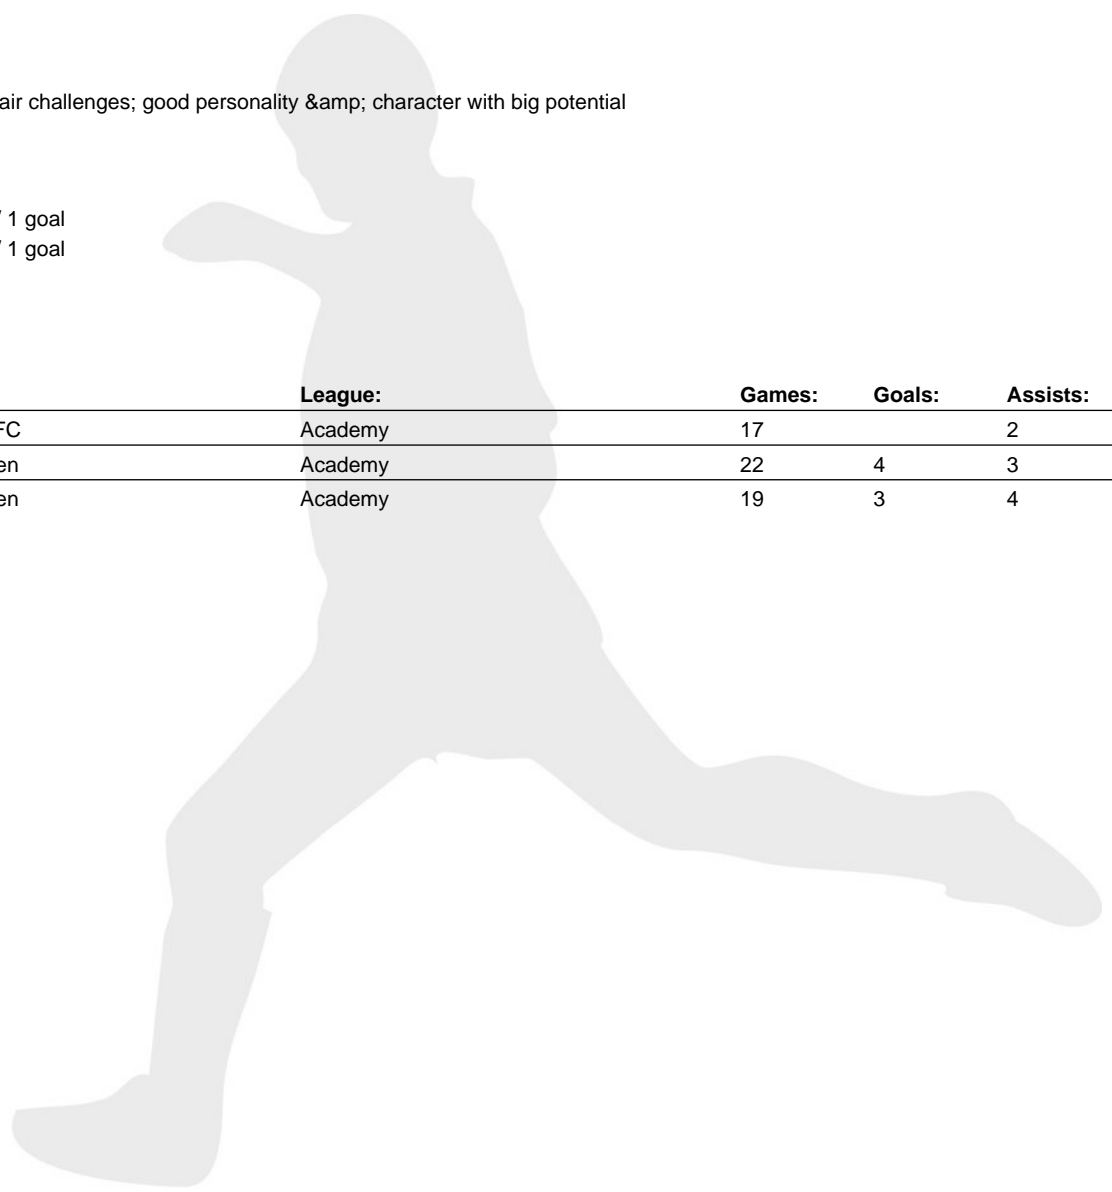 air challenges; good personality &amp; character with big potential
/ 1 goal
/ 1 goal
League: Games: Goals: Assists:
FC Academy 17 2
en Academy 22 4 3
en Academy 19 3 4